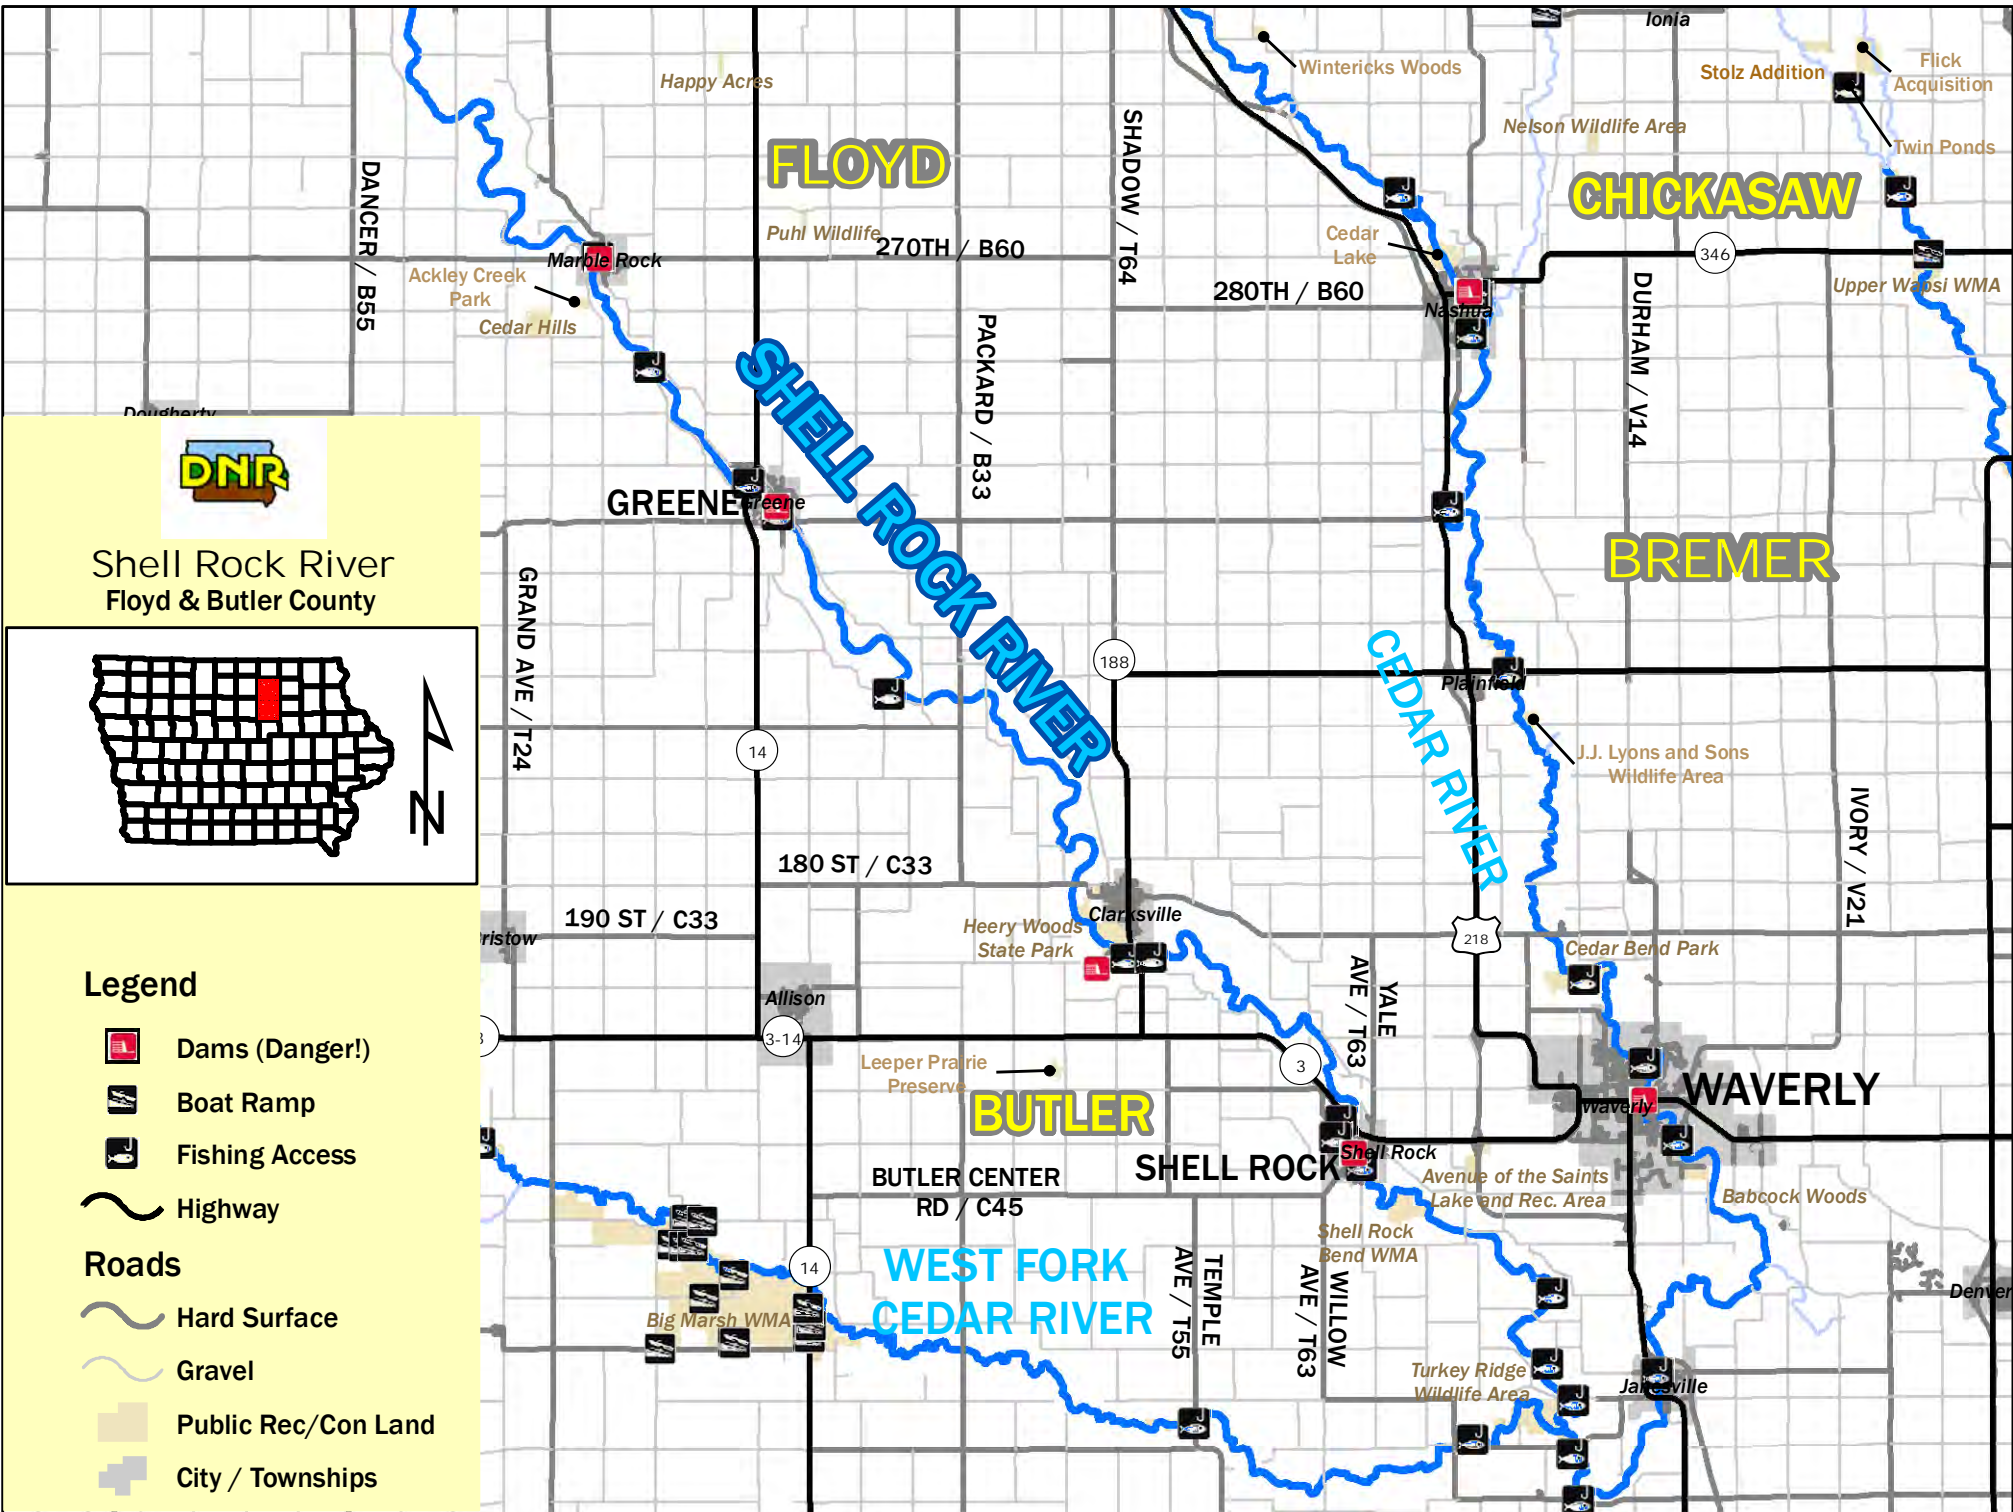 Ionia
Wintericks Woods
Happy Acres
Stolz Addition
Flick
Acquisition
Nelson Wildlife Area
Twin Ponds
SHADOW / T64
DANCER / B55
FLOYD
CHICKASAW
Puhl Wildlife
270TH / B60
Cedar
Lake
346
Marble Rock
Ackley Creek
Park
Cedar Hills
280TH / B60
Nashua
Upper Wapsi WMA
DURHAM / V14
PACKARD / B33
SHELL ROCK RIVER
Dougherty
DNR
Shell Rock River
Floyd & Butler County
N
GREENE
Greene
BREMER
GRAND AVE / T24
188
CEDAR RIVER
Plainfield
14
J.J. Lyons and Sons
Wildlife Area
IVORY / V21
180 ST / C33
190 ST / C33
ristow
Heery Woods
State Park
Clarksville
218
Cedar Bend Park
YALE
AVE / T63
Allison
3-14
3
3
Leeper Prairie
Preserve
BUTLER
WAVERLY
Waverly
SHELL ROCK
Shell Rock
BUTLER CENTER
RD / C45
Avenue of the Saints
Lake and Rec. Area
Babcock Woods
Shell Rock
Bend WMA
WEST FORK
CEDAR RIVER
14
TEMPLE
AVE / T55
WILLOW
AVE / T63
Big Marsh WMA
Denver
Turkey Ridge
Wildlife Area
Janesville
Legend
Dams (Danger!)
Boat Ramp
Fishing Access
Highway
Roads
Hard Surface
Gravel
Public Rec/Con Land
City / Townships